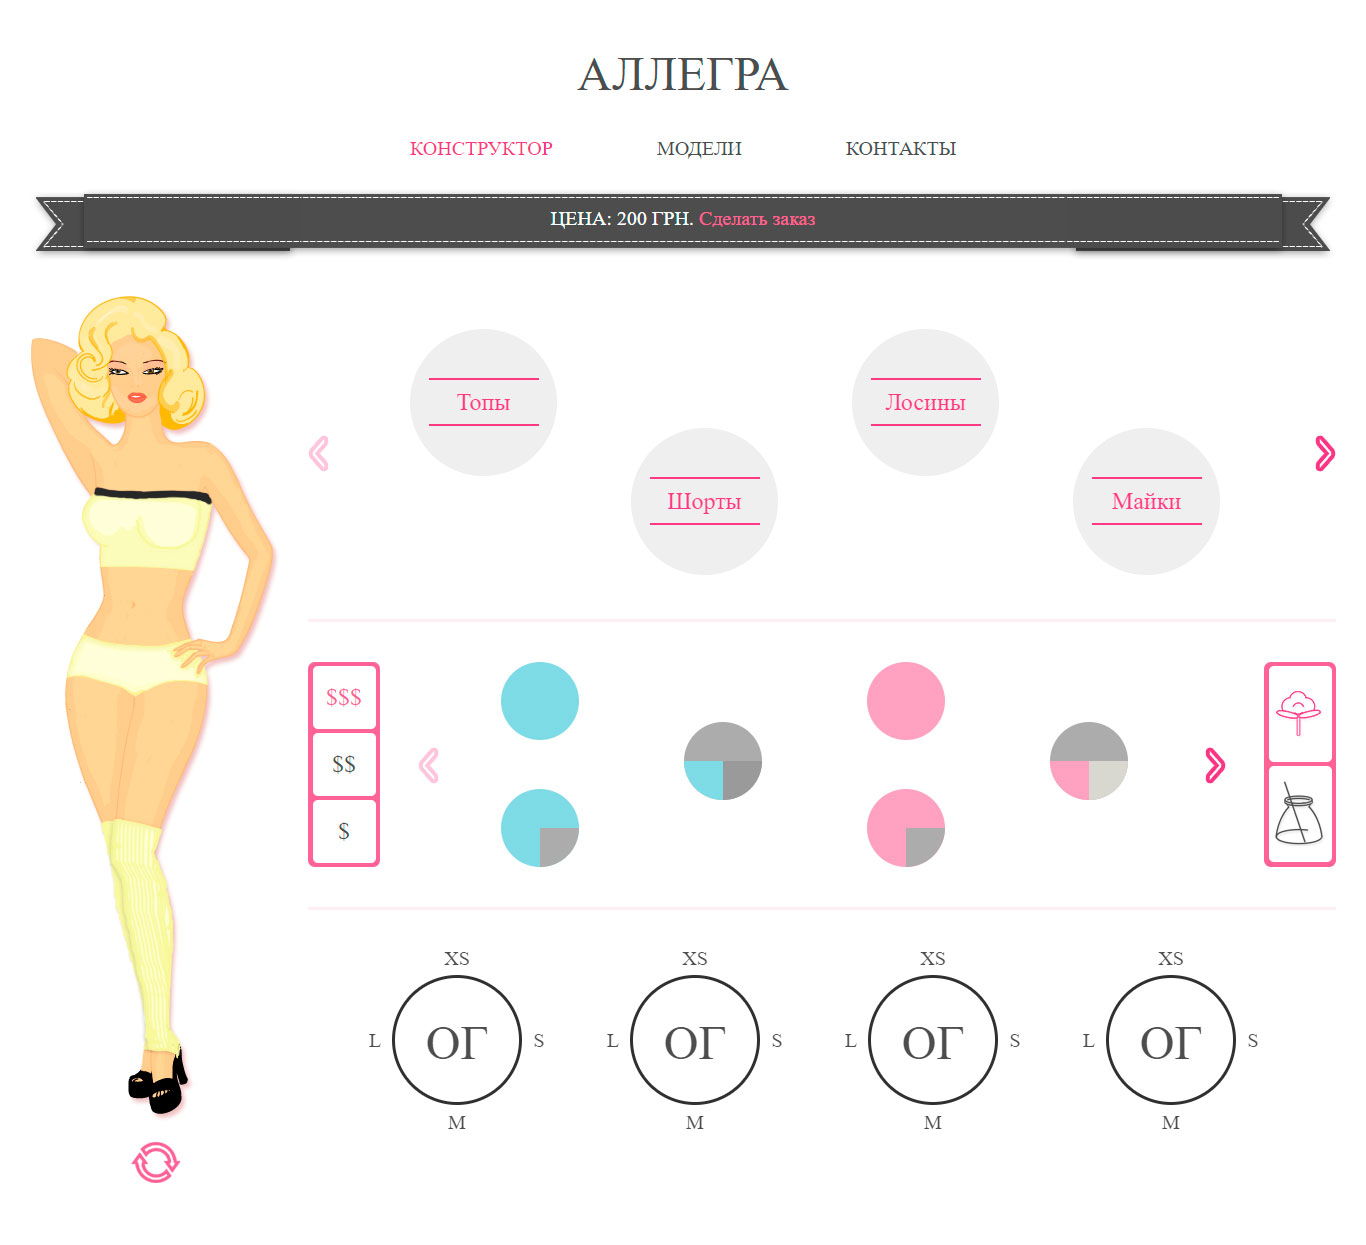 АЛЛЕГРА
КОНСТРУКТОР МОДЕЛИ КОНТАКТЫ
ЦЕНА: 200 ГРН. Сделать заказ
Топы
Лосины
Шорты
Майки
$$$
$$
$
XS XS XS XS
L ОГ S L ОГ S L ОГ S L ОГ S
M M M M